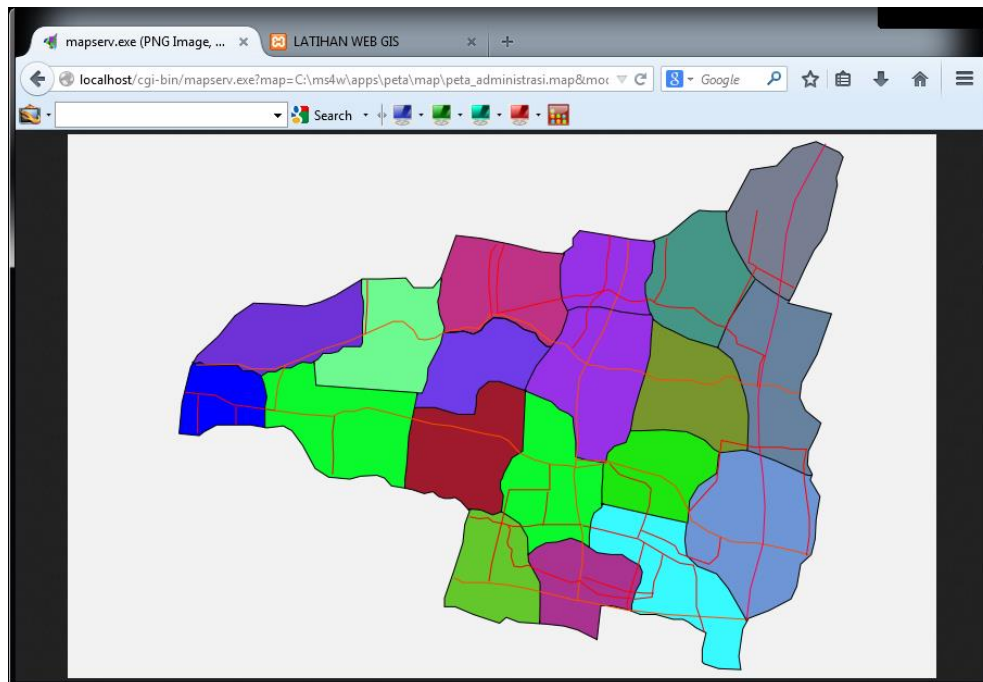 mapserv.exe (PNG Image, ...
LATIHAN WEB GIS
localhost/cgi-bin/mapserv.exe?map=C:\ms4w\apps\peta\map\peta_administrasi.map&moc
Google
Search